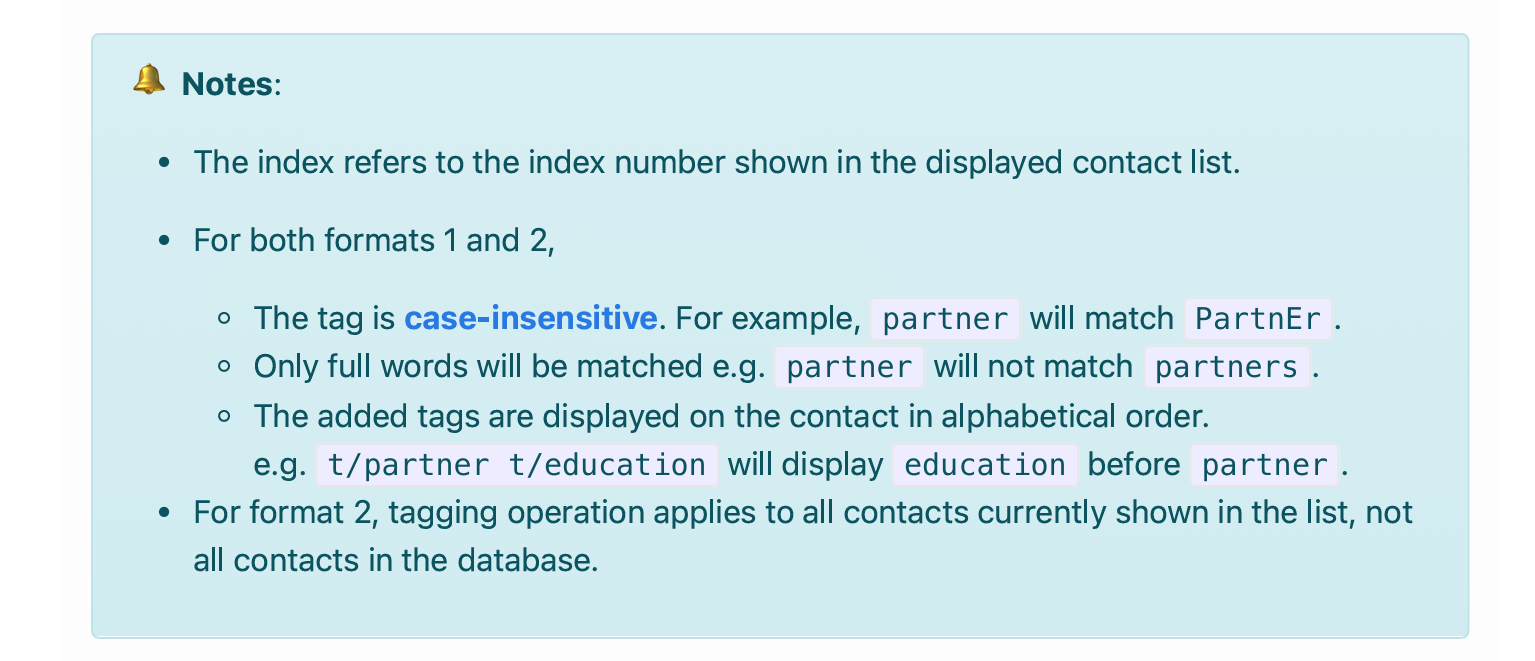 🔔 Notes:
• The index refers to the index number shown in the displayed contact list.
• For both formats 1 and 2,
◦ The tag is case-insensitive. For example, partner will match PartnEr.
◦ Only full words will be matched e.g. partner will not match partners.
◦ The added tags are displayed on the contact in alphabetical order.
e.g. t/partner t/education will display education before partner.
• For format 2, tagging operation applies to all contacts currently shown in the list, not
all contacts in the database.